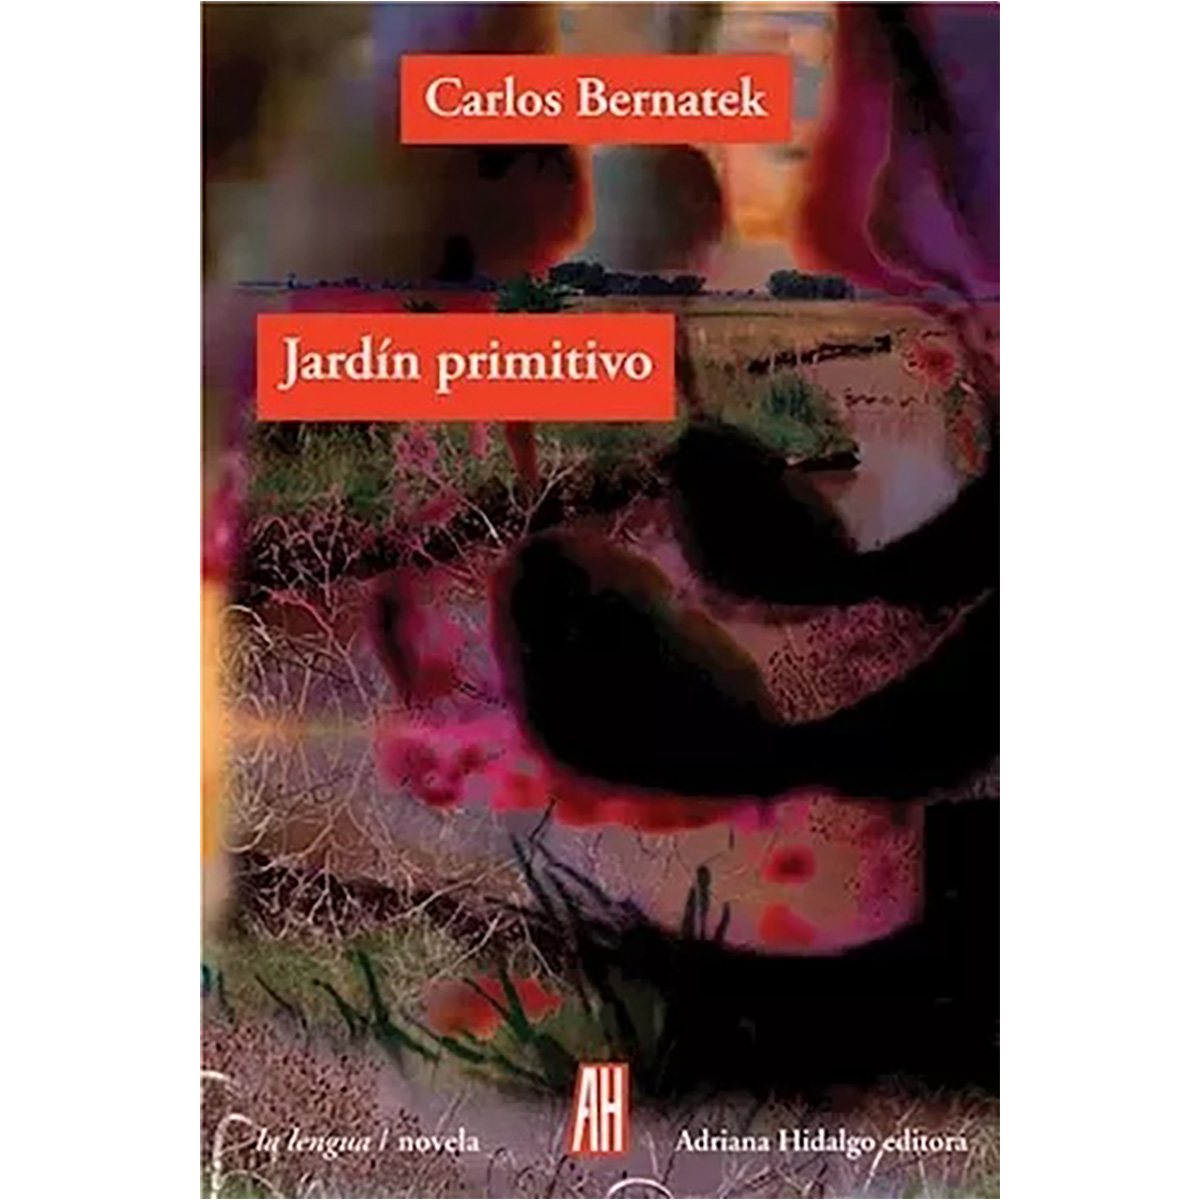 Carlos Bernatek
Jardín primitivo
la lengua / novela
AH
Adriana Hidalgo editora